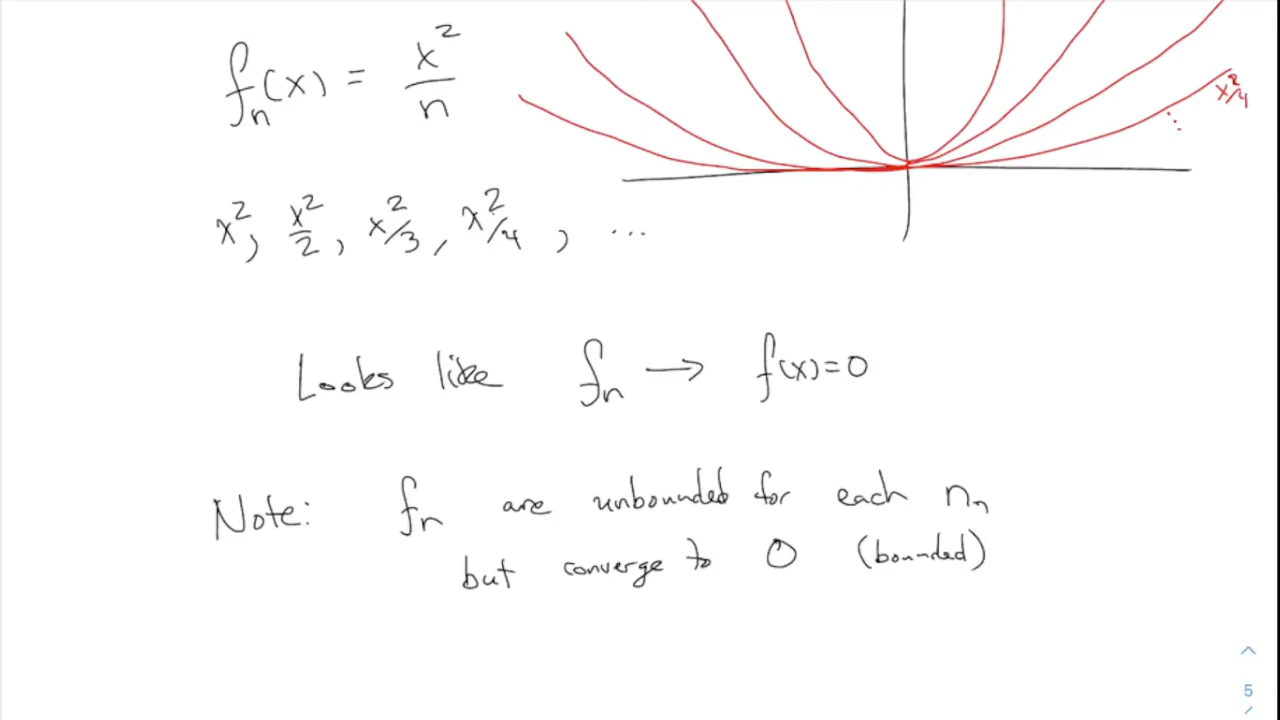 fₙ(x) = x²/n
x²/4
x², x²/2, x²/3, x²/4, ...
Looks like fₙ → f(x)=0
Note: fₙ are unbounded for each n,
but converge to 0 (bounded)
5